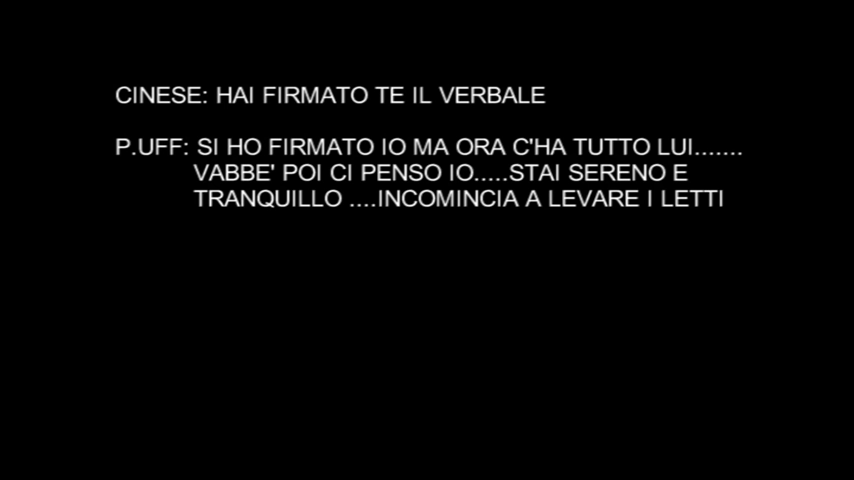 CINESE: HAI FIRMATO TE IL VERBALE
P.UFF: SI HO FIRMATO IO MA ORA C'HA TUTTO LUI.......
VABBE' POI CI PENSO IO.....STAI SERENO E
TRANQUILLO ....INCOMINCIA A LEVARE I LETTI